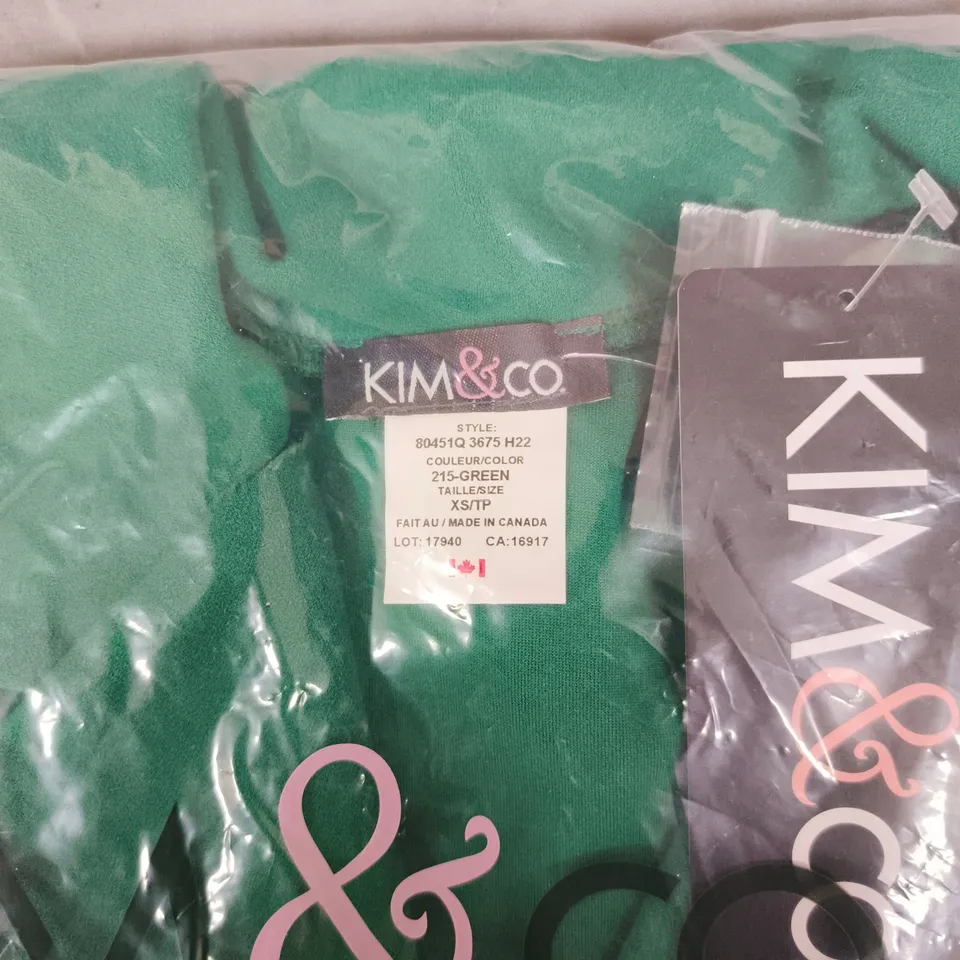 KIM&CO.
STYLE:
80451Q 3675 H22
COULEUR/COLOR
215-GREEN
TAILLE/SIZE
XS/TP
FAIT AU / MADE IN CANADA
LOT: 17940 CA:16917
KIM&CO
M&CO